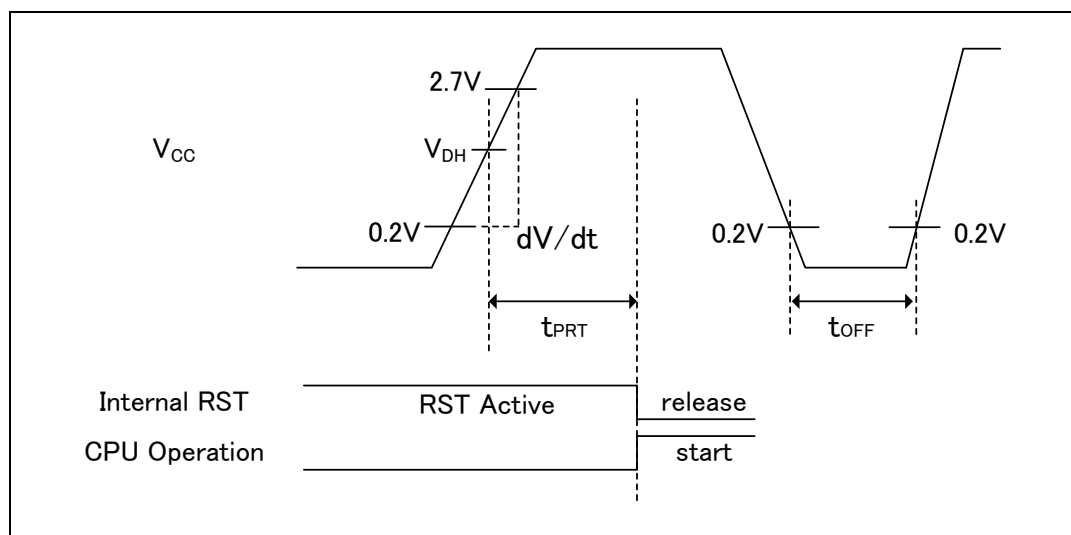 2.7V
VCC
VDH
0.2V
dV/dt
0.2V
0.2V
tPRT
tOFF
Internal RST
RST Active
release
CPU Operation
start